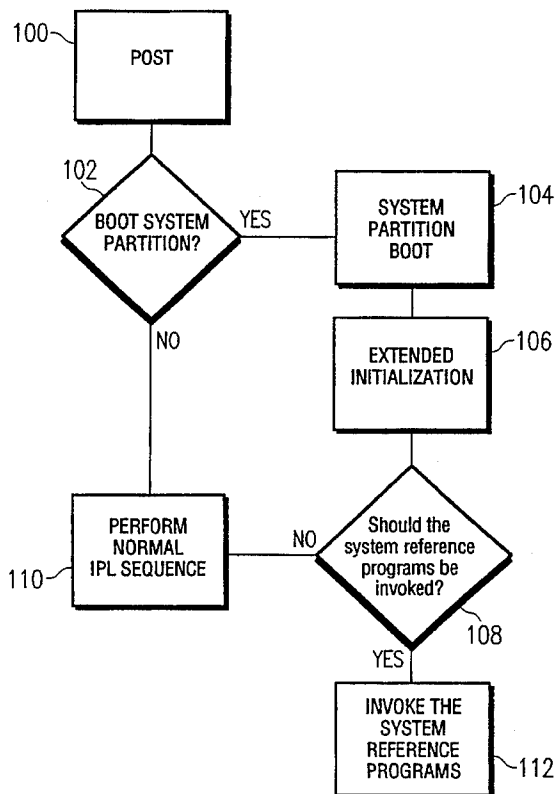 100
POST
102
BOOT SYSTEM
PARTITION?
YES
NO
SYSTEM
PARTITION
BOOT
104
EXTENDED
INITIALIZATION
106
PERFORM
NORMAL
IPL SEQUENCE
110
NO
Should the
system reference
programs be
invoked?
108
YES
INVOKE THE
SYSTEM
REFERENCE
PROGRAMS
112